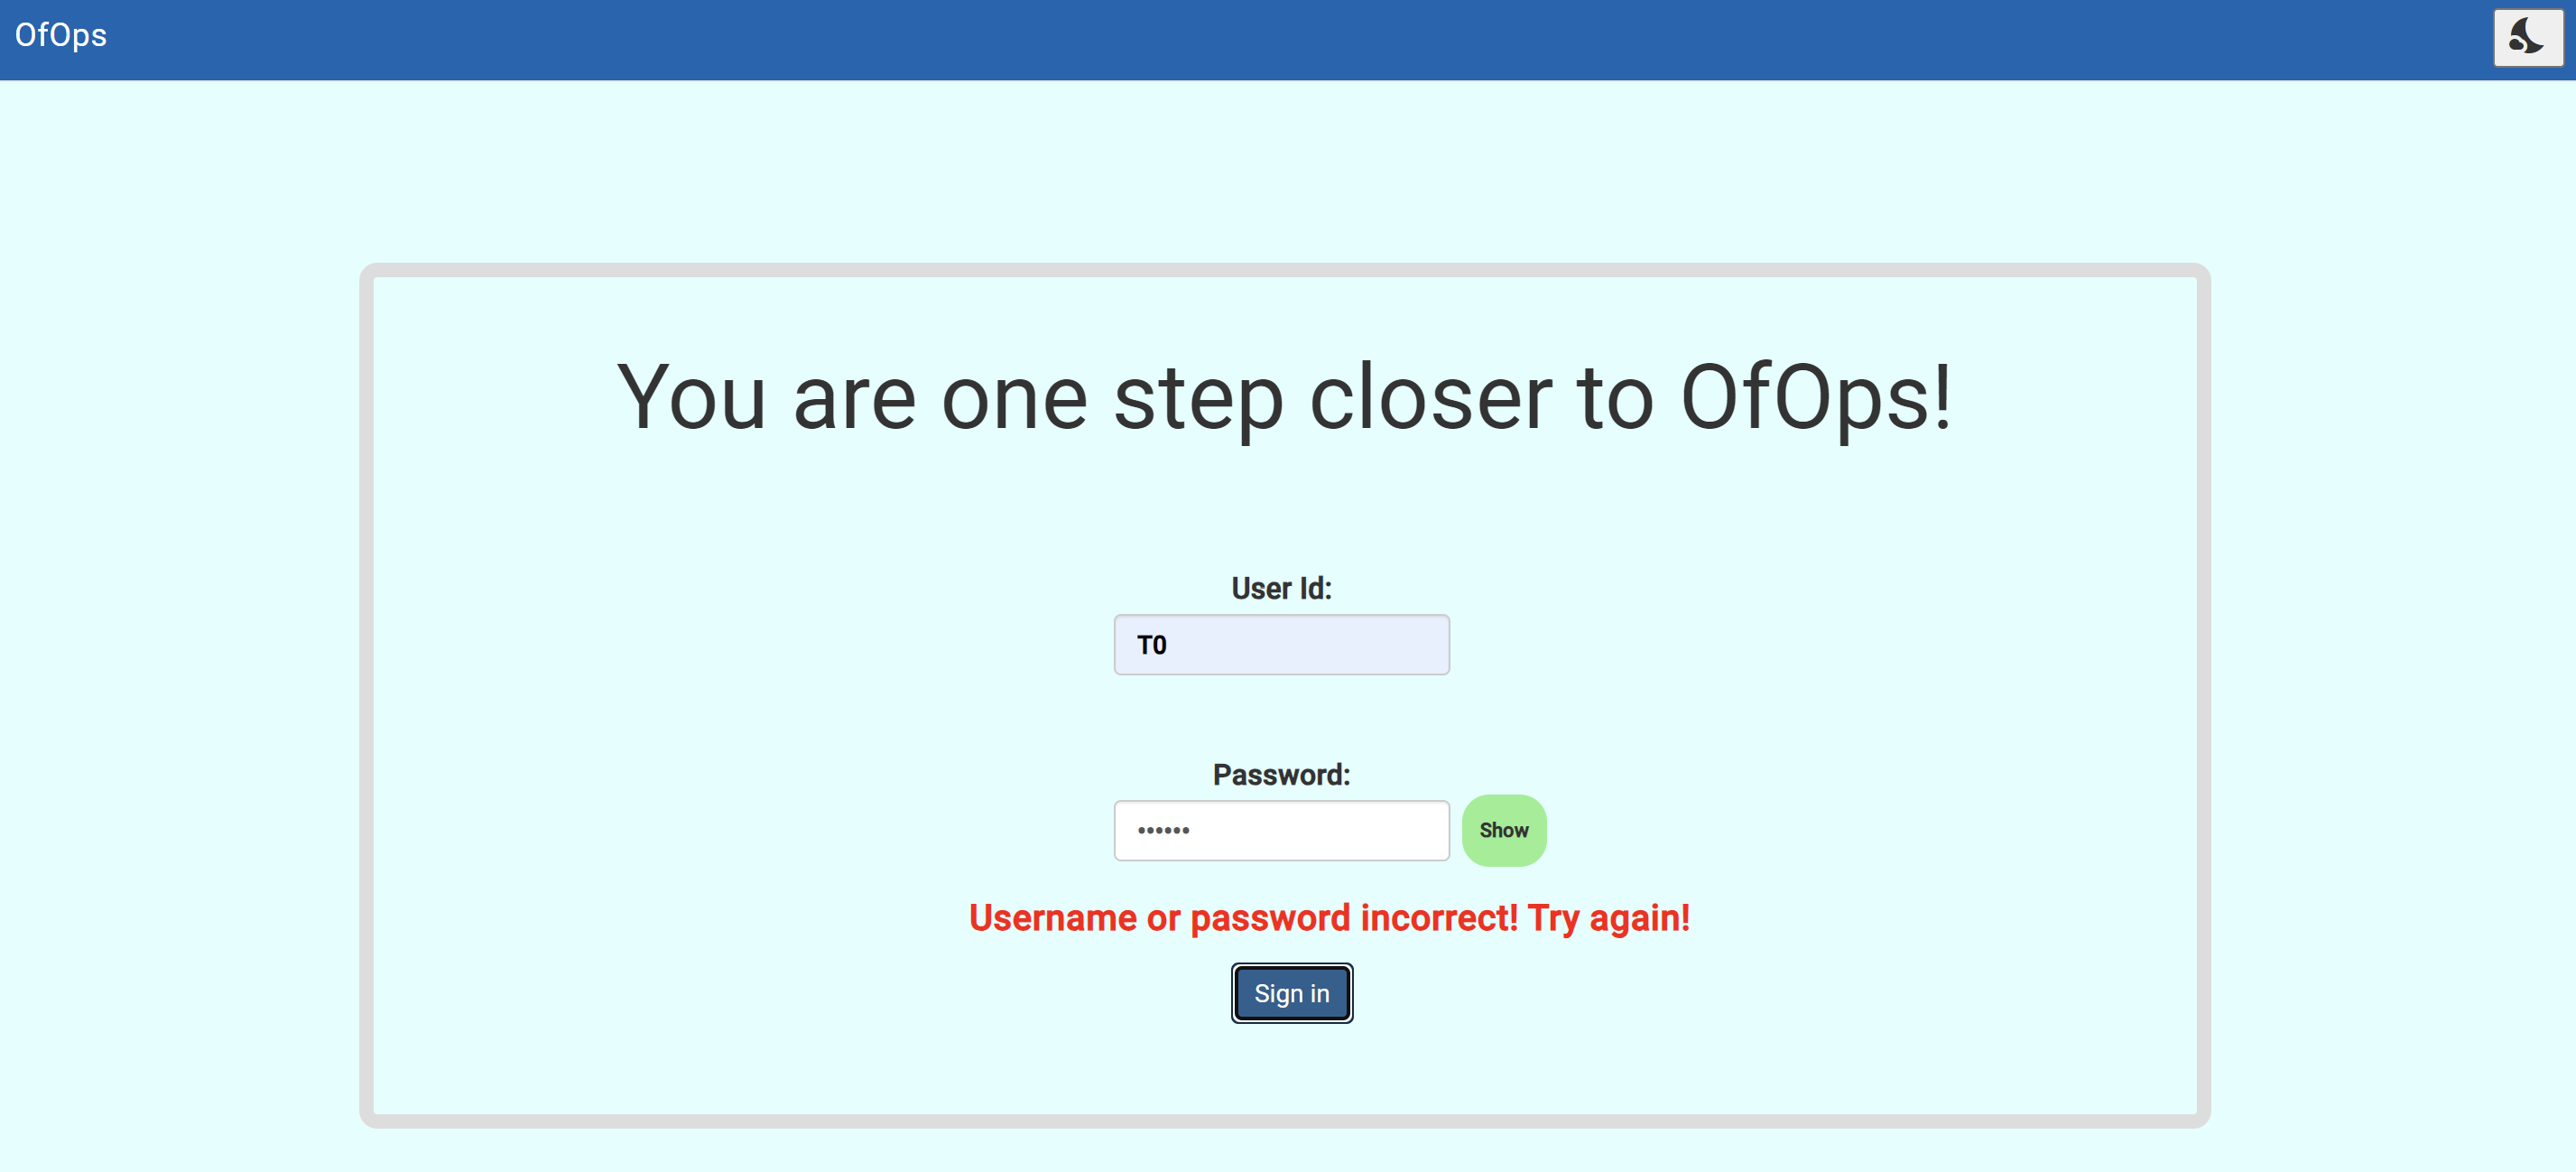 OfOps
You are one step closer to OfOps!
User Id:
T0
Password:
••••••
Show
Username or password incorrect! Try again!
Sign in